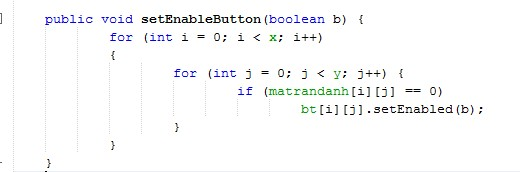 public void setEnableButton(boolean b) {
for (int i = 0; i < x; i++)
{
for (int j = 0; j < y; j++) {
if (matrandanh[i][j] == 0)
bt[i][j].setEnabled(b);
}
}
}